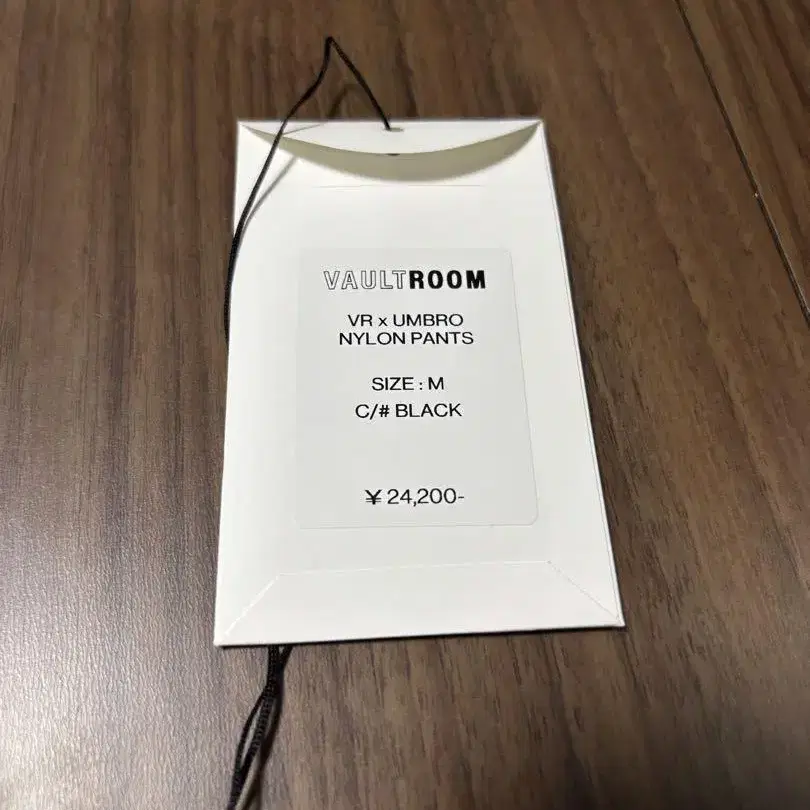 VAULTROOM
VR x UMBRO
NYLON PANTS
SIZE : M
C/# BLACK
¥ 24,200-